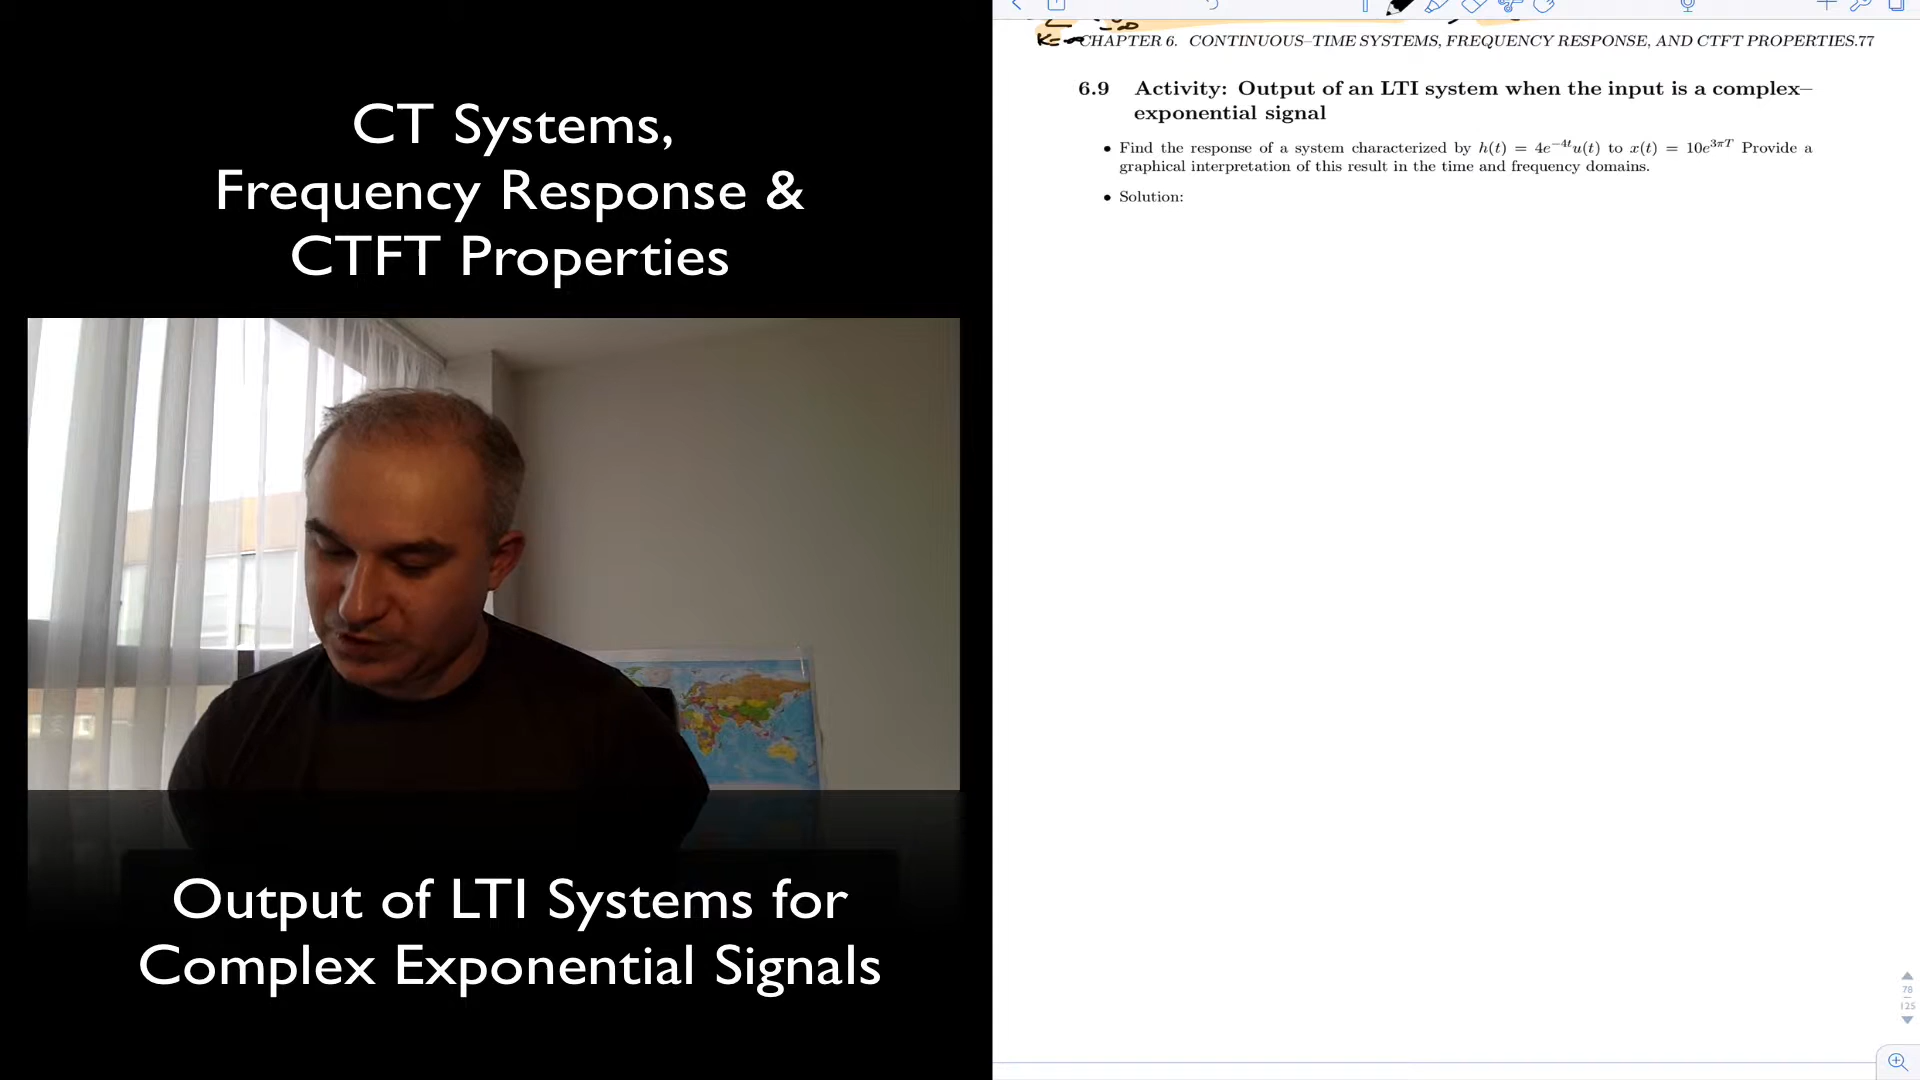 CT Systems,
Frequency Response &
CTFT Properties
Output of LTI Systems for
Complex Exponential Signals
K=-∞
CHAPTER 6. CONTINUOUS–TIME SYSTEMS, FREQUENCY RESPONSE, AND CTFT PROPERTIES.77
6.9 Activity: Output of an LTI system when the input is a complex–
exponential signal
• Find the response of a system characterized by h(t) = 4e^{−4t}u(t) to x(t) = 10e^{3πT} Provide a
graphical interpretation of this result in the time and frequency domains.
• Solution:
78
125